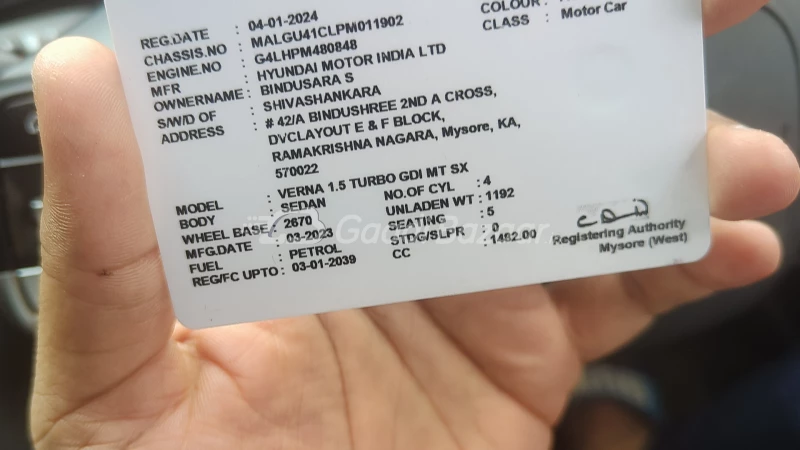 REG.DATE : 04-01-2024
CHASSIS.NO : MALGU41CLPM011902
ENGINE.NO : G4LHPM480848
MFR : HYUNDAI MOTOR INDIA LTD
OWNERNAME : BINDUSARA S
S/W/D OF : SHIVASHANKARA
ADDRESS : # 42/A BINDUSHREE 2ND A CROSS,
DVCLAYOUT E & F BLOCK,
RAMAKRISHNA NAGARA, Mysore, KA,
570022
COLOUR :
CLASS : Motor Car
MODEL : VERNA 1.5 TURBO GDI MT SX
BODY : SEDAN
WHEEL BASE : 2670
MFG.DATE : 03-2023
FUEL : PETROL
REG/FC UPTO : 03-01-2039
NO.OF CYL : 4
UNLADEN WT : 1192
SEATING : 5
STDG/SLPR : 0
CC : 1482.00
Registering Authority
Mysore (West)